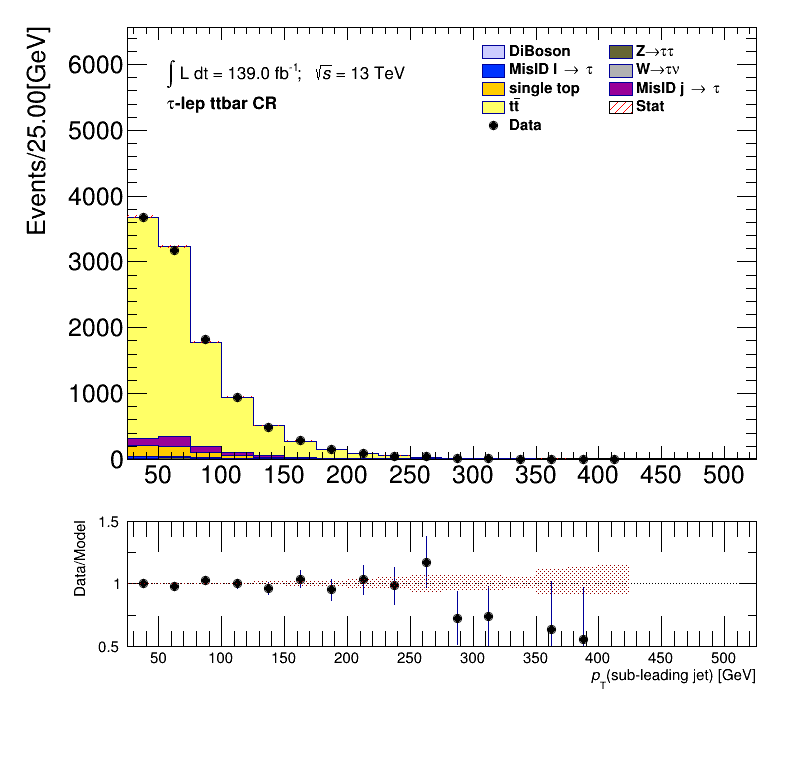 Events/25.00[GeV]
6000
5000
4000
3000
2000
1000
0
∫ L dt = 139.0 fb⁻¹; √s = 13 TeV
τ-lep ttbar CR
DiBoson
MisID l → τ
single top
tt̄
Data
Z→ττ
W→τν
MisID j → τ
Stat
50 100 150 200 250 300 350 400 450 500
Data/Model
1.5
1
0.5
50 100 150 200 250 300 350 400 450 500
p_T(sub-leading jet) [GeV]